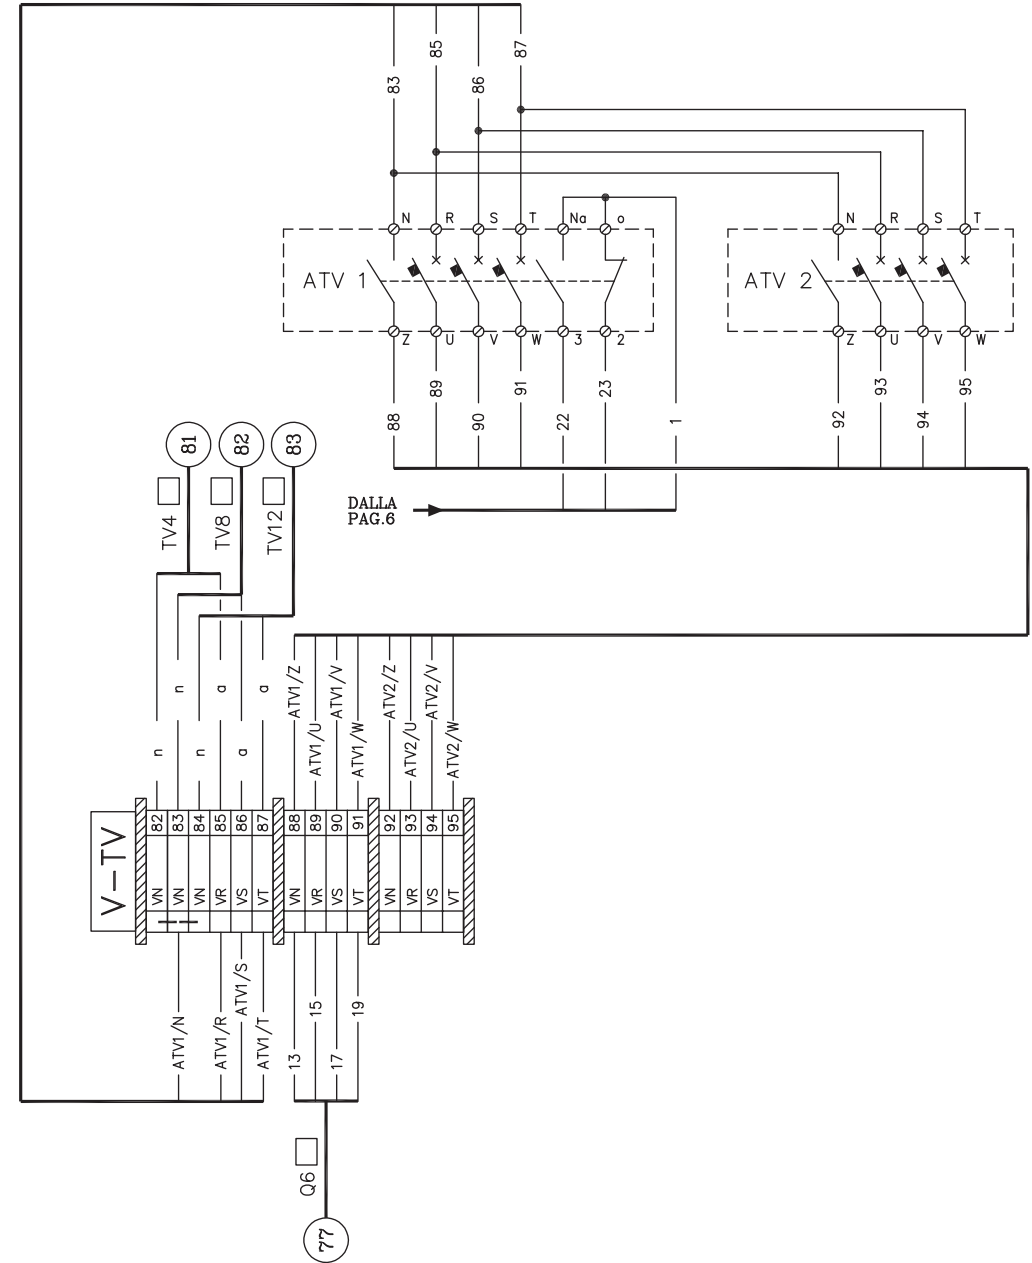 83 85 86 87
N R S T Na o
ATV 1
Z U V W 3 2
88 89 90 91 22 23 1
N R S T
ATV 2
Z U V W
92 93 94 95
81 82 83
TV4 TV8 TV12
DALLA
PAG.6
n n n a a a
ATV1/Z ATV1/U ATV1/V ATV1/W ATV2/Z ATV2/U ATV2/V ATV2/W
V-TV
82 83 84 85 86 87 88 89 90 91 92 93 94 95
VN VN VN VR VS VT VN VR VS VT VN VR VS VT
ATV1/N ATV1/R ATV1/S ATV1/T 13 15 17 19
Q6
77